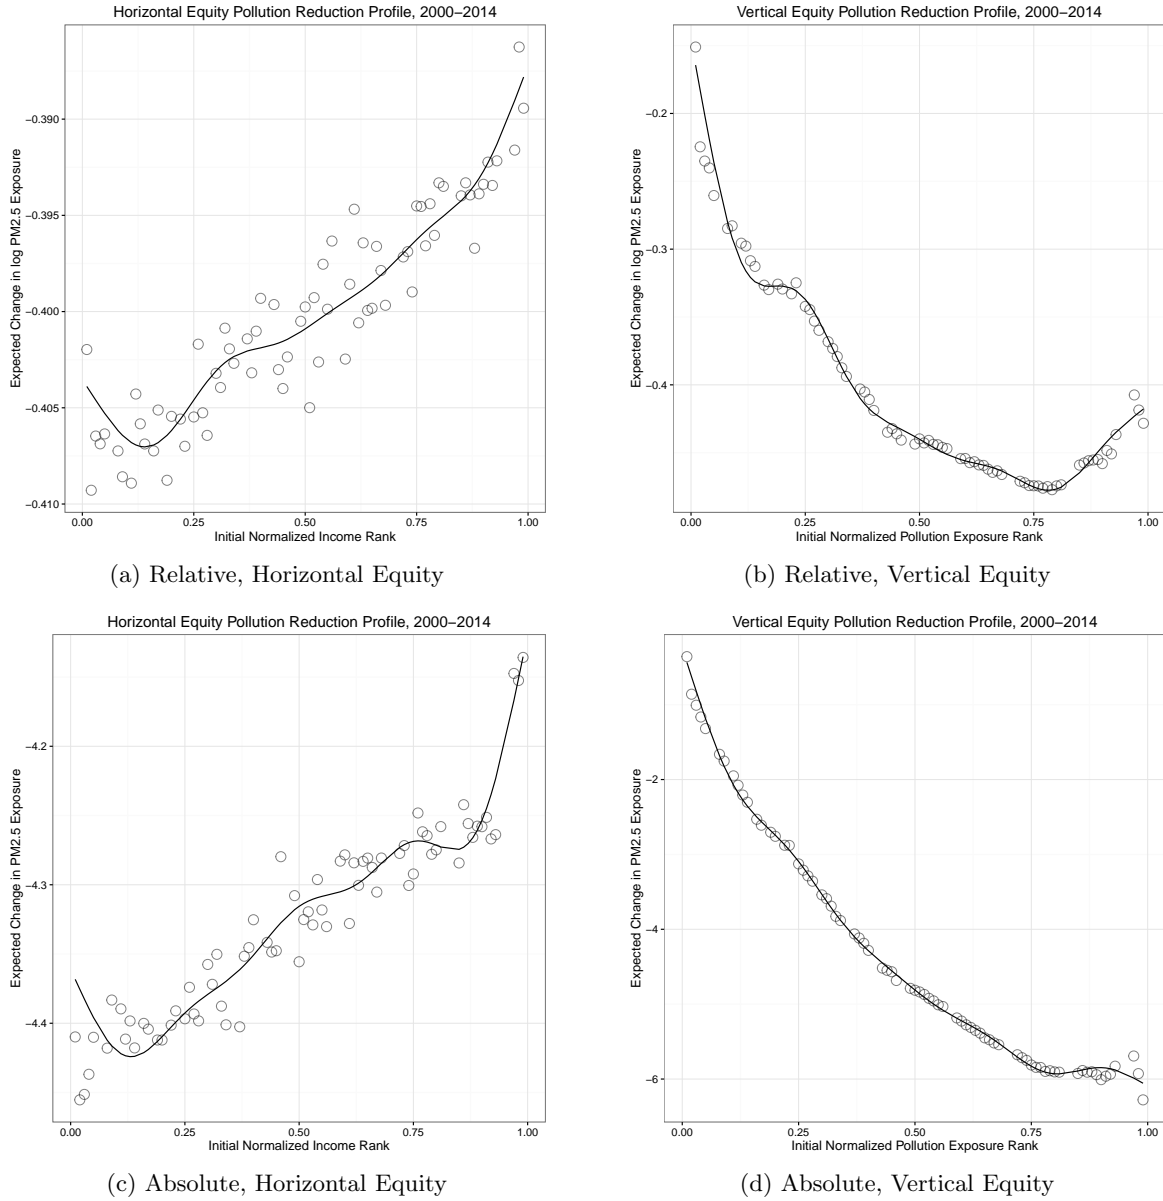 Horizontal Equity Pollution Reduction Profile, 2000−2014
Expected Change in log PM2.5 Exposure
−0.390
−0.395
−0.400
−0.405
−0.410
0.00 0.25 0.50 0.75 1.00
Initial Normalized Income Rank
(a) Relative, Horizontal Equity
Vertical Equity Pollution Reduction Profile, 2000−2014
Expected Change in log PM2.5 Exposure
−0.2
−0.3
−0.4
0.00 0.25 0.50 0.75 1.00
Initial Normalized Pollution Exposure Rank
(b) Relative, Vertical Equity
Horizontal Equity Pollution Reduction Profile, 2000−2014
Expected Change in PM2.5 Exposure
−4.2
−4.3
−4.4
0.00 0.25 0.50 0.75 1.00
Initial Normalized Income Rank
(c) Absolute, Horizontal Equity
Vertical Equity Pollution Reduction Profile, 2000−2014
Expected Change in PM2.5 Exposure
−2
−4
−6
0.00 0.25 0.50 0.75 1.00
Initial Normalized Pollution Exposure Rank
(d) Absolute, Vertical Equity